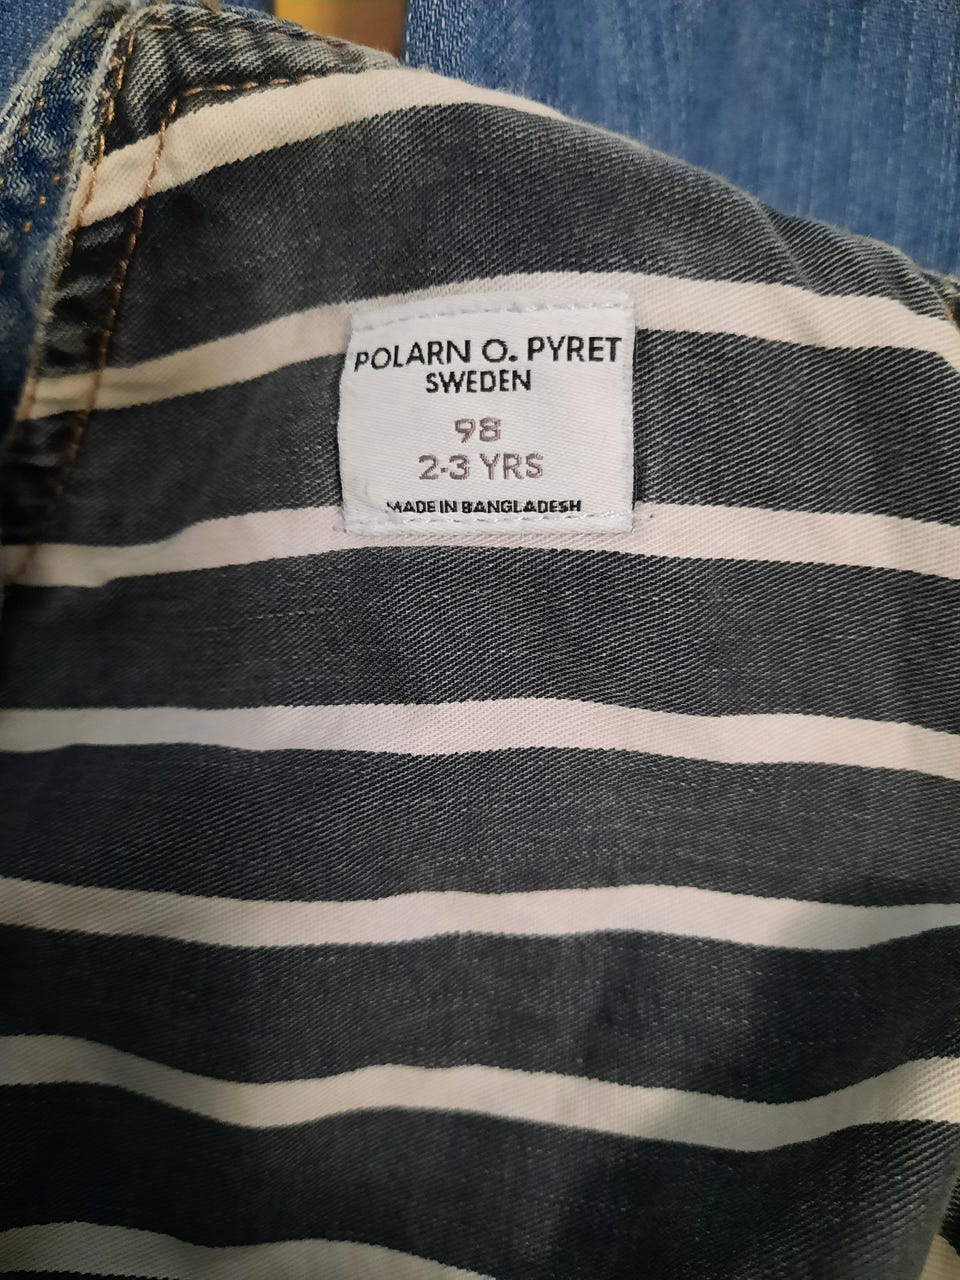 POLARN O. PYRET
SWEDEN
98
2-3 YRS
MADE IN BANGLADESH